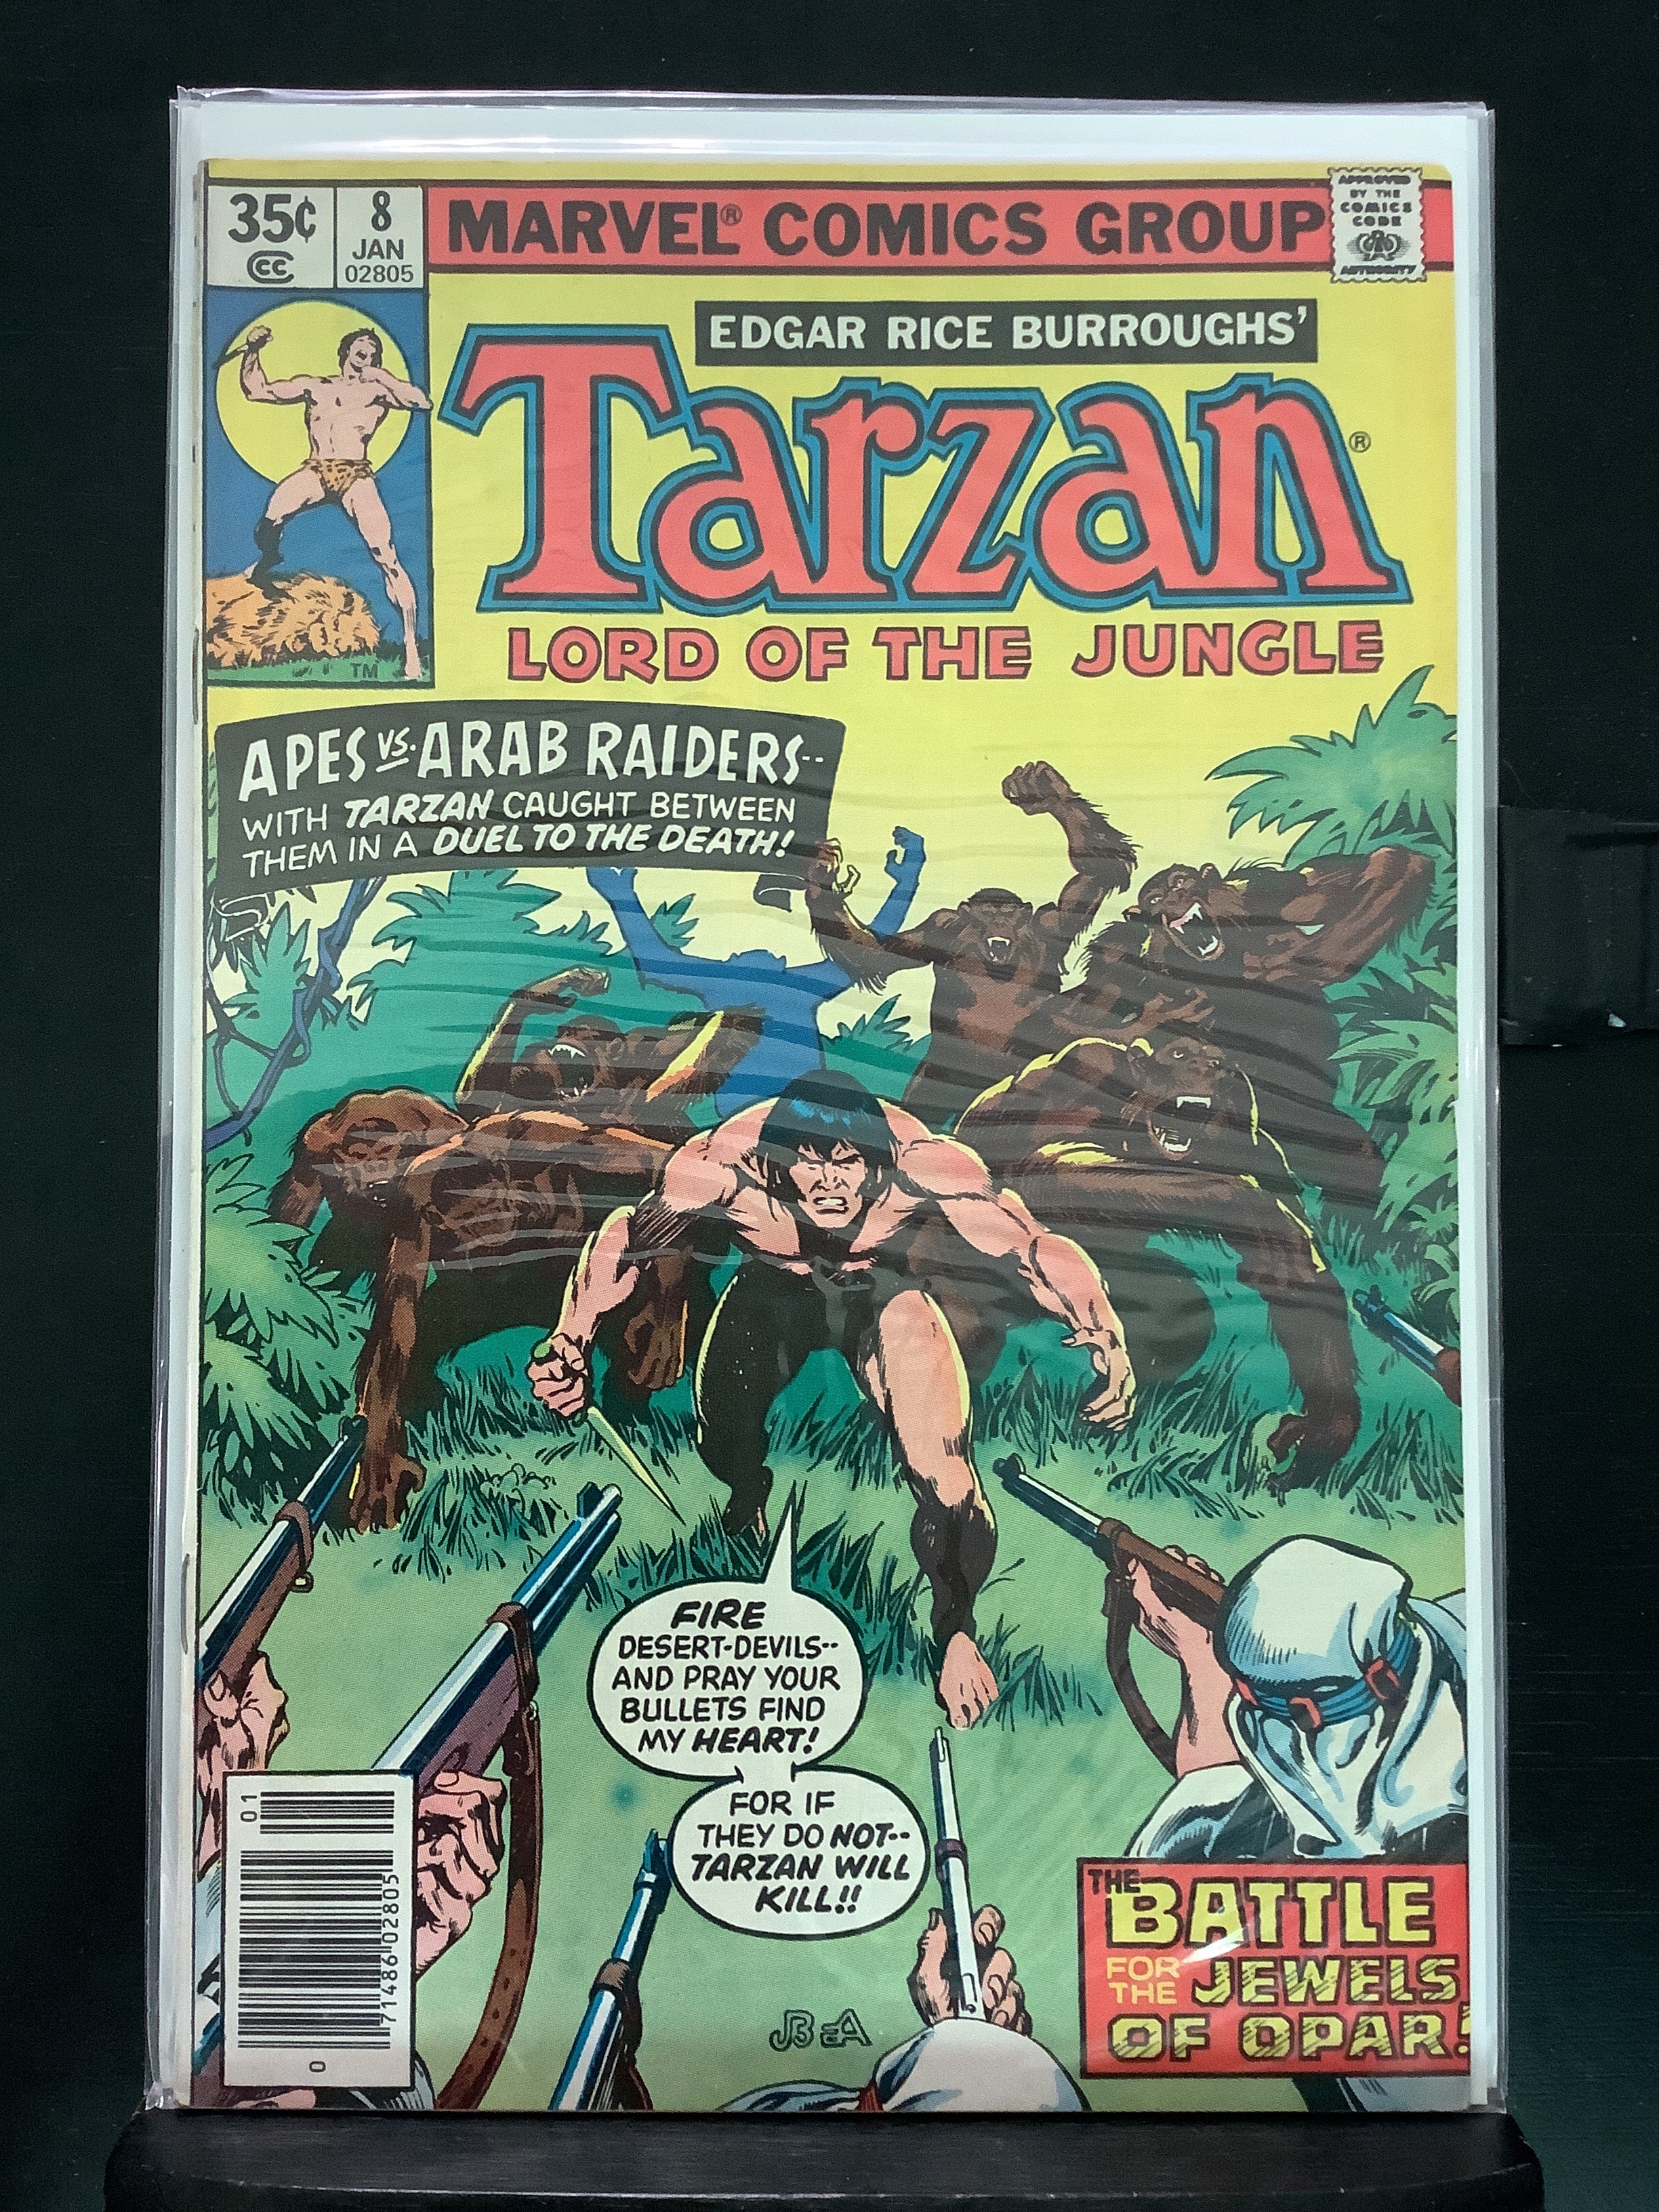 35¢
CC
8
JAN
02805
MARVEL® COMICS GROUP
APPROVED
BY THE
COMICS
CODE
AUTHORITY
EDGAR RICE BURROUGHS'
Tarzan®
LORD OF THE JUNGLE
TM
APES VS. ARAB RAIDERS--
WITH TARZAN CAUGHT BETWEEN
THEM IN A DUEL TO THE DEATH!
FIRE
DESERT-DEVILS--
AND PRAY YOUR
BULLETS FIND
MY HEART!
FOR IF
THEY DO NOT--
TARZAN WILL
KILL!!
01
71486 02805
0
JB EA
THE BATTLE
FOR THE JEWELS
OF OPAR!